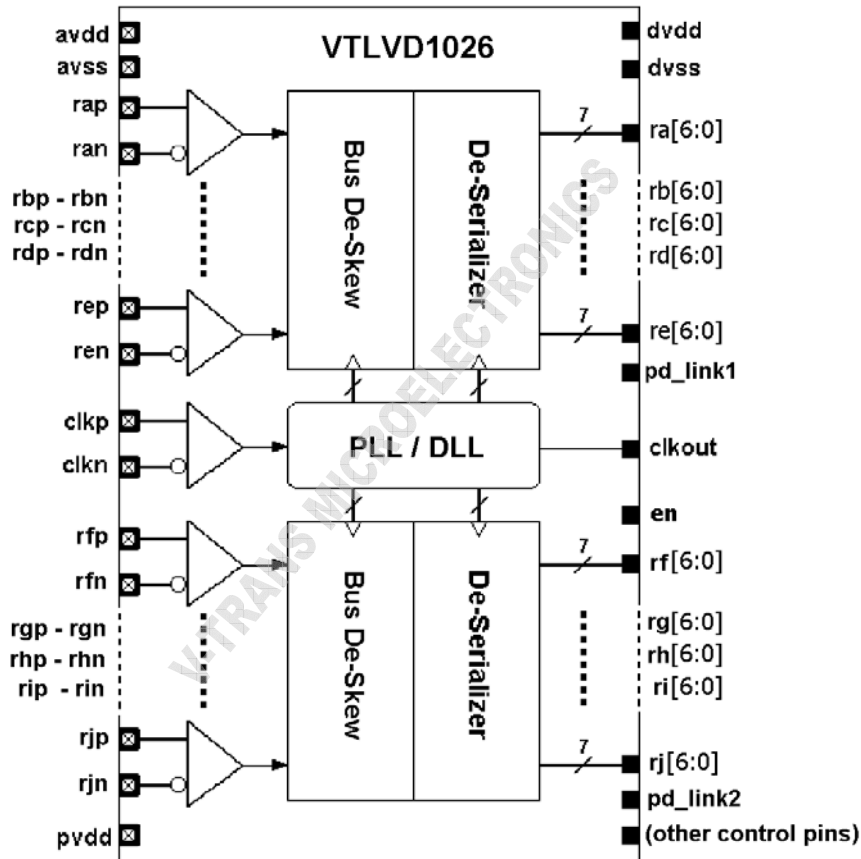 VTLVD1026
avdd
avss
rap
ran
rbp - rbn
rcp - rcn
rdp - rdn
rep
ren
clkp
clkn
rfp
rfn
rgp - rgn
rhp - rhn
rip - rin
rjp
rjn
pvdd
Bus De-Skew
De-Serializer
PLL / DLL
Bus De-Skew
De-Serializer
7
7
7
7
dvdd
dvss
ra[6:0]
rb[6:0]
rc[6:0]
rd[6:0]
re[6:0]
pd_link1
clkout
en
rf[6:0]
rg[6:0]
rh[6:0]
ri[6:0]
rj[6:0]
pd_link2
(other control pins)
V-TRANS MICROELECTRONICS